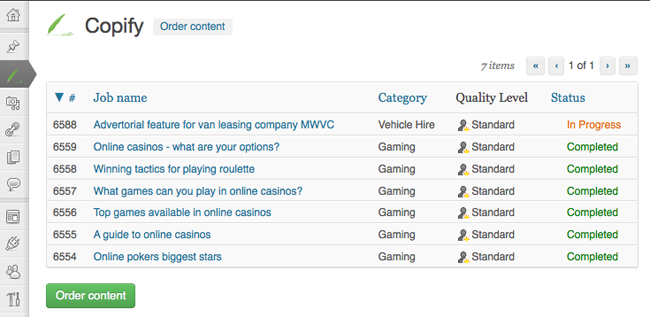 Copify Order content
7 items « ‹ 1 of 1 › »
▼ # Job name Category Quality Level Status
6588 Advertorial feature for van leasing company MWVC Vehicle Hire Standard In Progress
6559 Online casinos - what are your options? Gaming Standard Completed
6558 Winning tactics for playing roulette Gaming Standard Completed
6557 What games can you play in online casinos? Gaming Standard Completed
6556 Top games available in online casinos Gaming Standard Completed
6555 A guide to online casinos Gaming Standard Completed
6554 Online pokers biggest stars Gaming Standard Completed
Order content